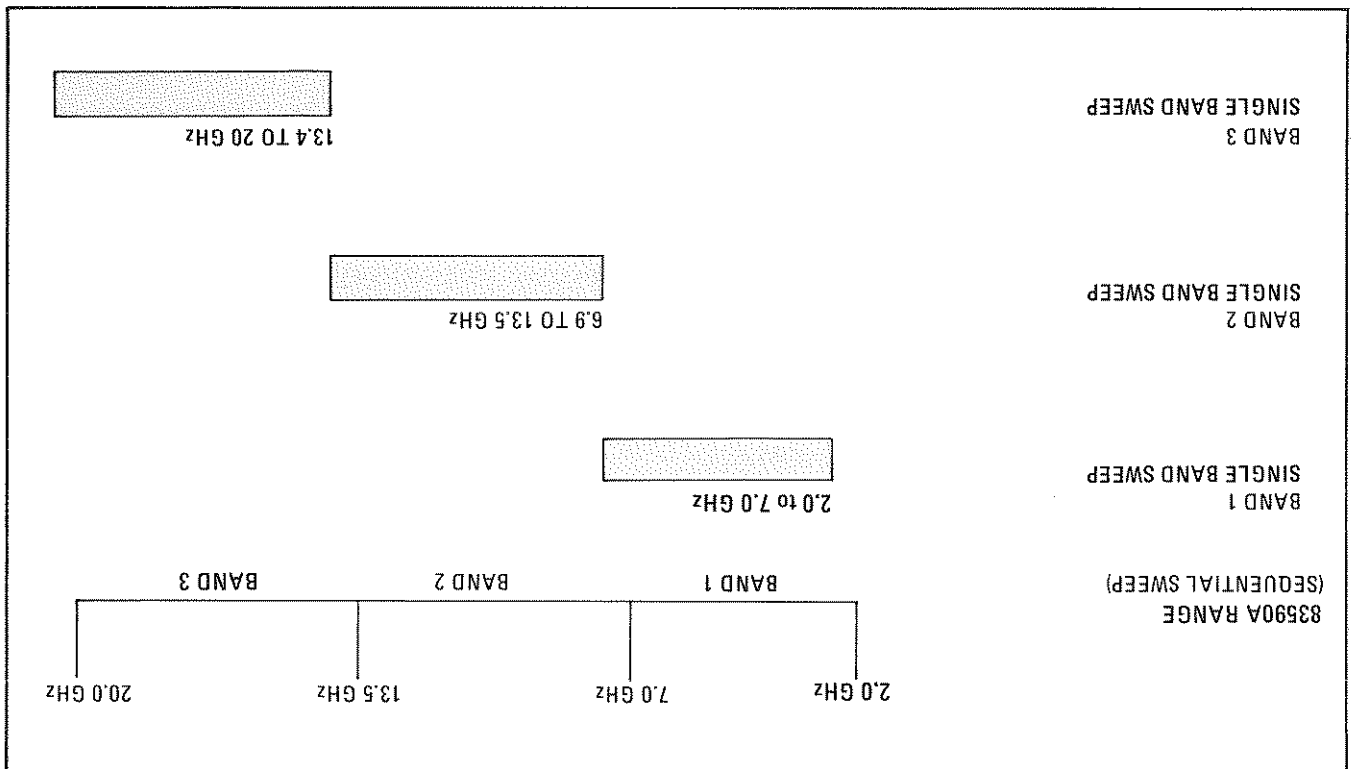 2.0 GHz 7.0 GHz 13.5 GHz 20.0 GHz
83590A RANGE
(SEQUENTIAL SWEEP)
BAND 1 BAND 2 BAND 3
2.0 to 7.0 GHz
BAND 1
SINGLE BAND SWEEP
6.9 TO 13.5 GHz
BAND 2
SINGLE BAND SWEEP
13.4 TO 20 GHz
BAND 3
SINGLE BAND SWEEP